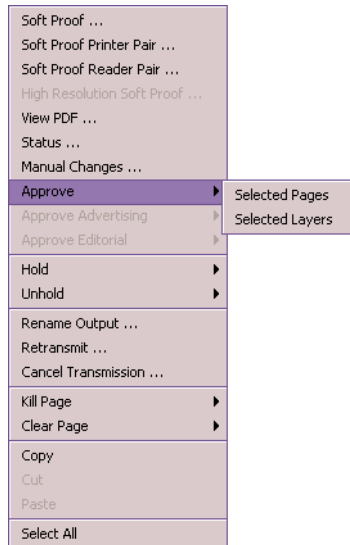 Soft Proof ...
Soft Proof Printer Pair ...
Soft Proof Reader Pair ...
High Resolution Soft Proof ...
View PDF ...
Status ...
Manual Changes ...
Approve
Selected Pages
Selected Layers
Approve Advertising
Approve Editorial
Hold
Unhold
Rename Output ...
Retransmit ...
Cancel Transmission ...
Kill Page
Clear Page
Copy
Cut
Paste
Select All